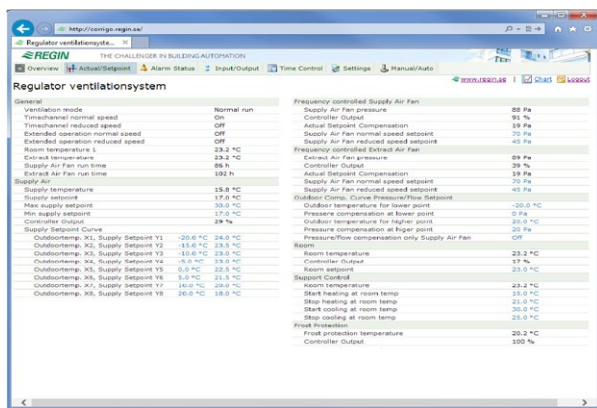 http://corrigo.regin.se/
Regulator ventilationsyste...
REGIN THE CHALLENGER IN BUILDING AUTOMATION
Overview Actual/Setpoint Alarm Status Input/Output Time Control Settings Manual/Auto
www.regin.se | Chart Logout
Regulator ventilationsystem
General
Ventilation mode Normal run
Timechannel normal speed On
Timechannel reduced speed Off
Extended operation normal speed Off
Extended operation reduced speed Off
Room temperature 1 23.2 °C
Extract temperature 23.2 °C
Supply Air Fan run time 86 h
Extract Air Fan run time 102 h
Supply Air
Supply temperature 15.8 °C
Supply setpoint 17.0 °C
Max supply setpoint 30.0 °C
Min supply setpoint 17.0 °C
Controller Output 29 %
Supply Setpoint Curve
Outdoortemp. X1, Supply Setpoint Y1 -20.0 °C 24.0 °C
Outdoortemp. X2, Supply Setpoint Y2 -15.0 °C 23.5 °C
Outdoortemp. X3, Supply Setpoint Y3 -10.0 °C 23.0 °C
Outdoortemp. X4, Supply Setpoint Y4 -5.0 °C 23.0 °C
Outdoortemp. X5, Supply Setpoint Y5 0.0 °C 22.5 °C
Outdoortemp. X6, Supply Setpoint Y6 5.0 °C 21.5 °C
Outdoortemp. X7, Supply Setpoint Y7 10.0 °C 20.0 °C
Outdoortemp. X8, Supply Setpoint Y8 20.0 °C 18.0 °C
Frequency controlled Supply Air Fan
Supply Air Fan pressure 88 Pa
Controller Output 91 %
Actual Setpoint Compensation 19 Pa
Supply Air Fan normal speed setpoint 70 Pa
Supply Air Fan reduced speed setpoint 45 Pa
Frequency controlled Extract Air Fan
Extract Air Fan pressure 89 Pa
Controller Output 39 %
Actual Setpoint Compensation 19 Pa
Supply Air Fan normal speed setpoint 70 Pa
Supply Air Fan reduced speed setpoint 45 Pa
Outdoor Comp. Curve Pressure/Flow Setpoint
Outdoor temperature for lower point -20.0 °C
Pressere compensation at lower point 0 Pa
Outdoor temperature for higher point 20.0 °C
Pressure compensation at higer point 20 Pa
Pressure/flow compensation only Supply Air Fan Off
Room
Room temperature 23.2 °C
Controller Output 17 %
Room setpoint 23.0 °C
Support Control
Room temperature 23.2 °C
Start heating at room temp 15.0 °C
Stop heating at room temp 21.0 °C
Start cooling at room temp 30.0 °C
Stop cooling at room temp 25.0 °C
Frost Protection
Frost protection temperature 20.2 °C
Controller Output 100 %